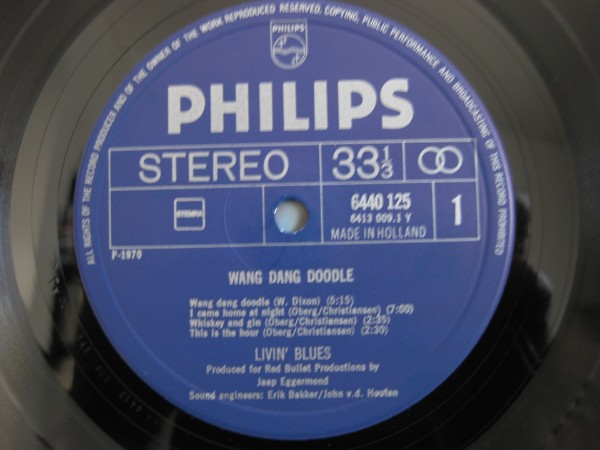 ALL RIGHTS OF THE RECORD PRODUCER AND OF THE OWNER OF THE WORK REPRODUCED RESERVED. COPYING, PUBLIC PERFORMANCE AND BROADCASTING OF THIS RECORD PROHIBITED
PHILIPS
PHILIPS
STEREO 33 1/3
STEMRA
6440 125
6413 009.1 Y
MADE IN HOLLAND
1
P-1970
WANG DANG DOODLE
Wang dang doodle (W. Dixon) (5:15)
I came home at night (Oberg/Christiansen) (7:00)
Whiskey and gin (Oberg/Christiansen) (2:35)
This is the hour (Oberg/Christiansen) (2:30)
LIVIN' BLUES
Produced for Red Bullet Productions by
Jaap Eggermond
Sound engineers: Erik Bakker/John v.d. Houten